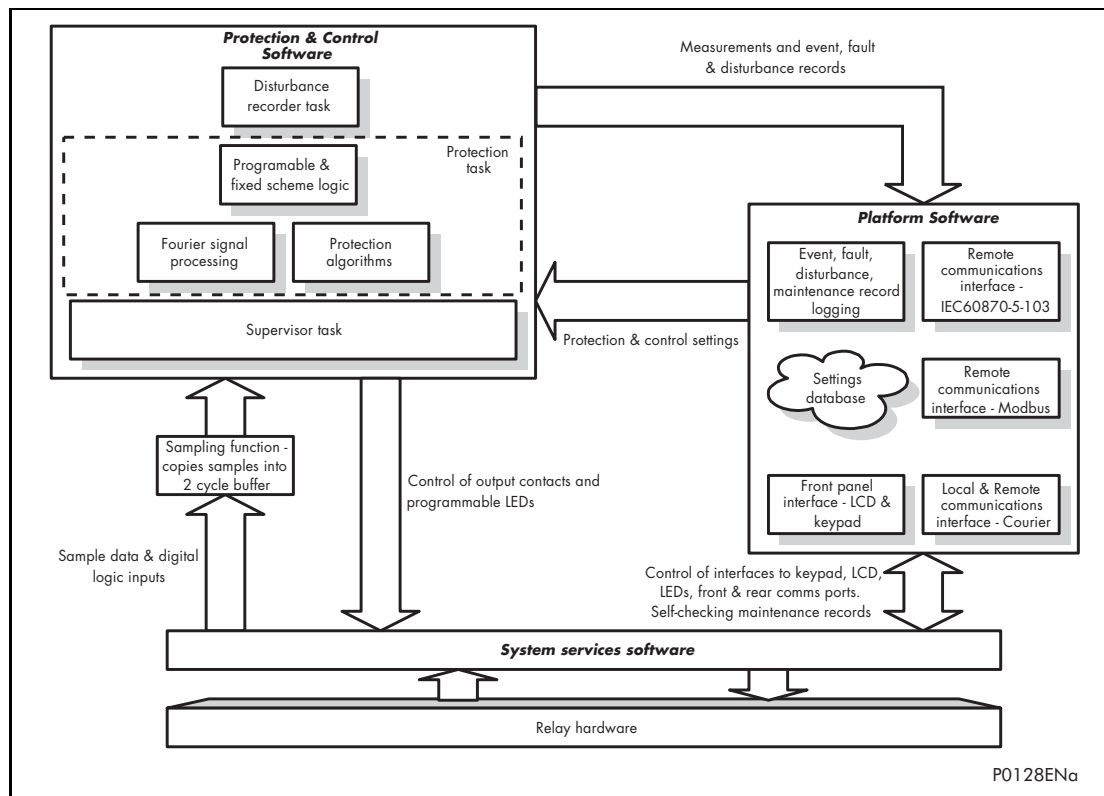 Protection & Control
Software
Disturbance
recorder task
Protection
task
Programable &
fixed scheme logic
Fourier signal
processing
Protection
algorithms
Supervisor task
Measurements and event, fault
& disturbance records
Platform Software
Event, fault,
disturbance,
maintenance record
logging
Remote
communications
interface -
IEC60870-5-103
Protection & control settings
Settings
database
Remote
communications
interface - Modbus
Front panel
interface - LCD &
keypad
Local & Remote
communications
interface - Courier
Sampling function -
copies samples into
2 cycle buffer
Control of output contacts and
programmable LEDs
Sample data & digital
logic inputs
Control of interfaces to keypad, LCD,
LEDs, front & rear comms ports.
Self-checking maintenance records
System services software
Relay hardware
P0128ENa